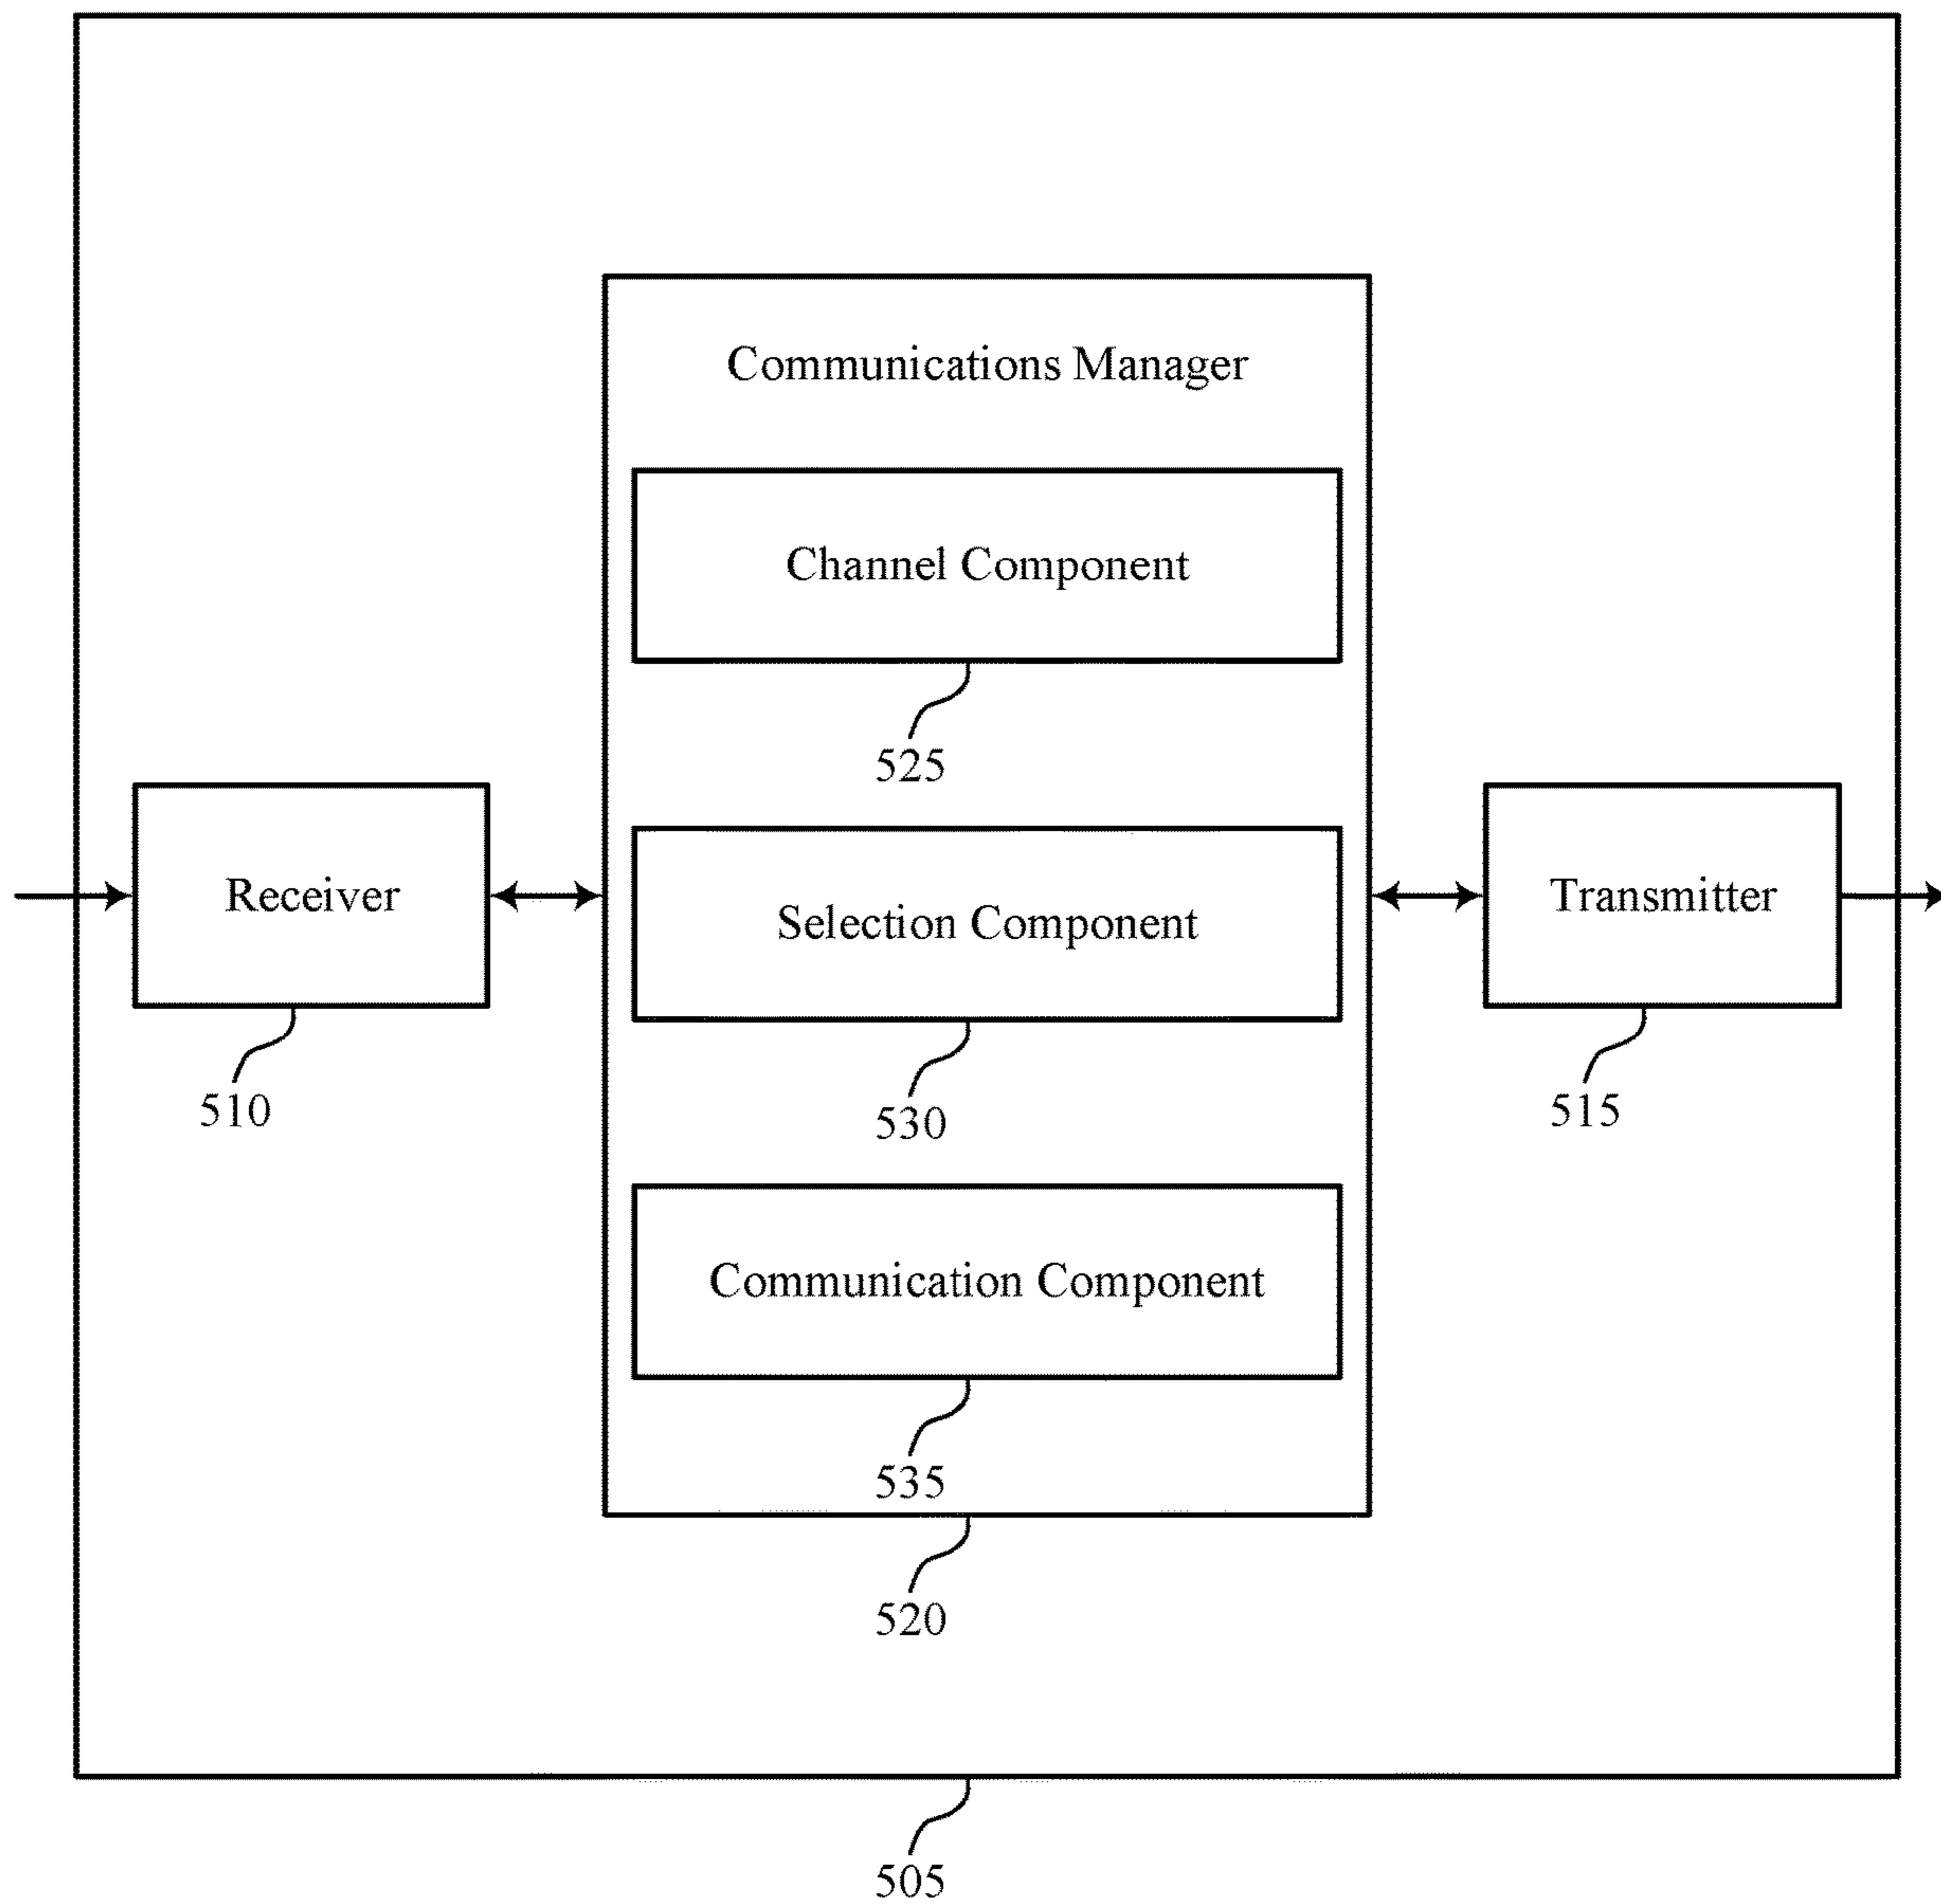 Communications Manager
Channel Component
525
Receiver
Selection Component
Transmitter
510
530
515
Communication Component
535
520
505